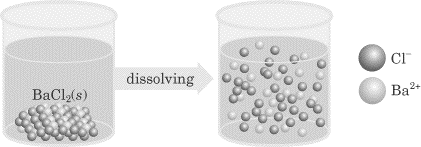 BaCl₂(s)
dissolving
Cl⁻
Ba²⁺